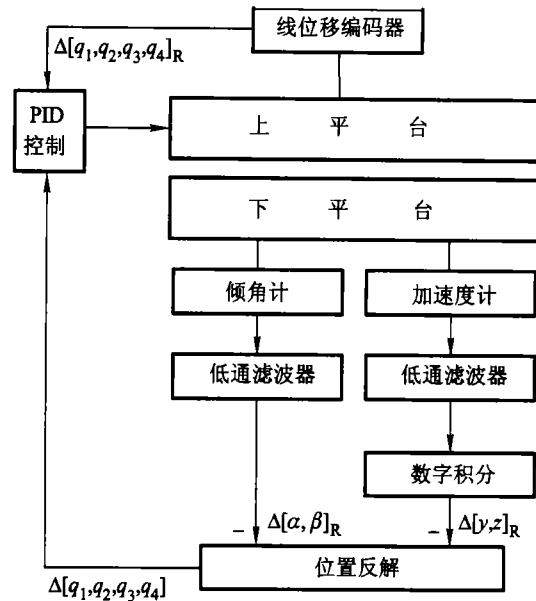 线位移编码器
Δ[q₁,q₂,q₃,q₄]R
PID
控制
上 平 台
下 平 台
倾角计
加速度计
低通滤波器
低通滤波器
数字积分
− Δ[α,β]R
− Δ[y,z]R
位置反解
Δ[q₁,q₂,q₃,q₄]